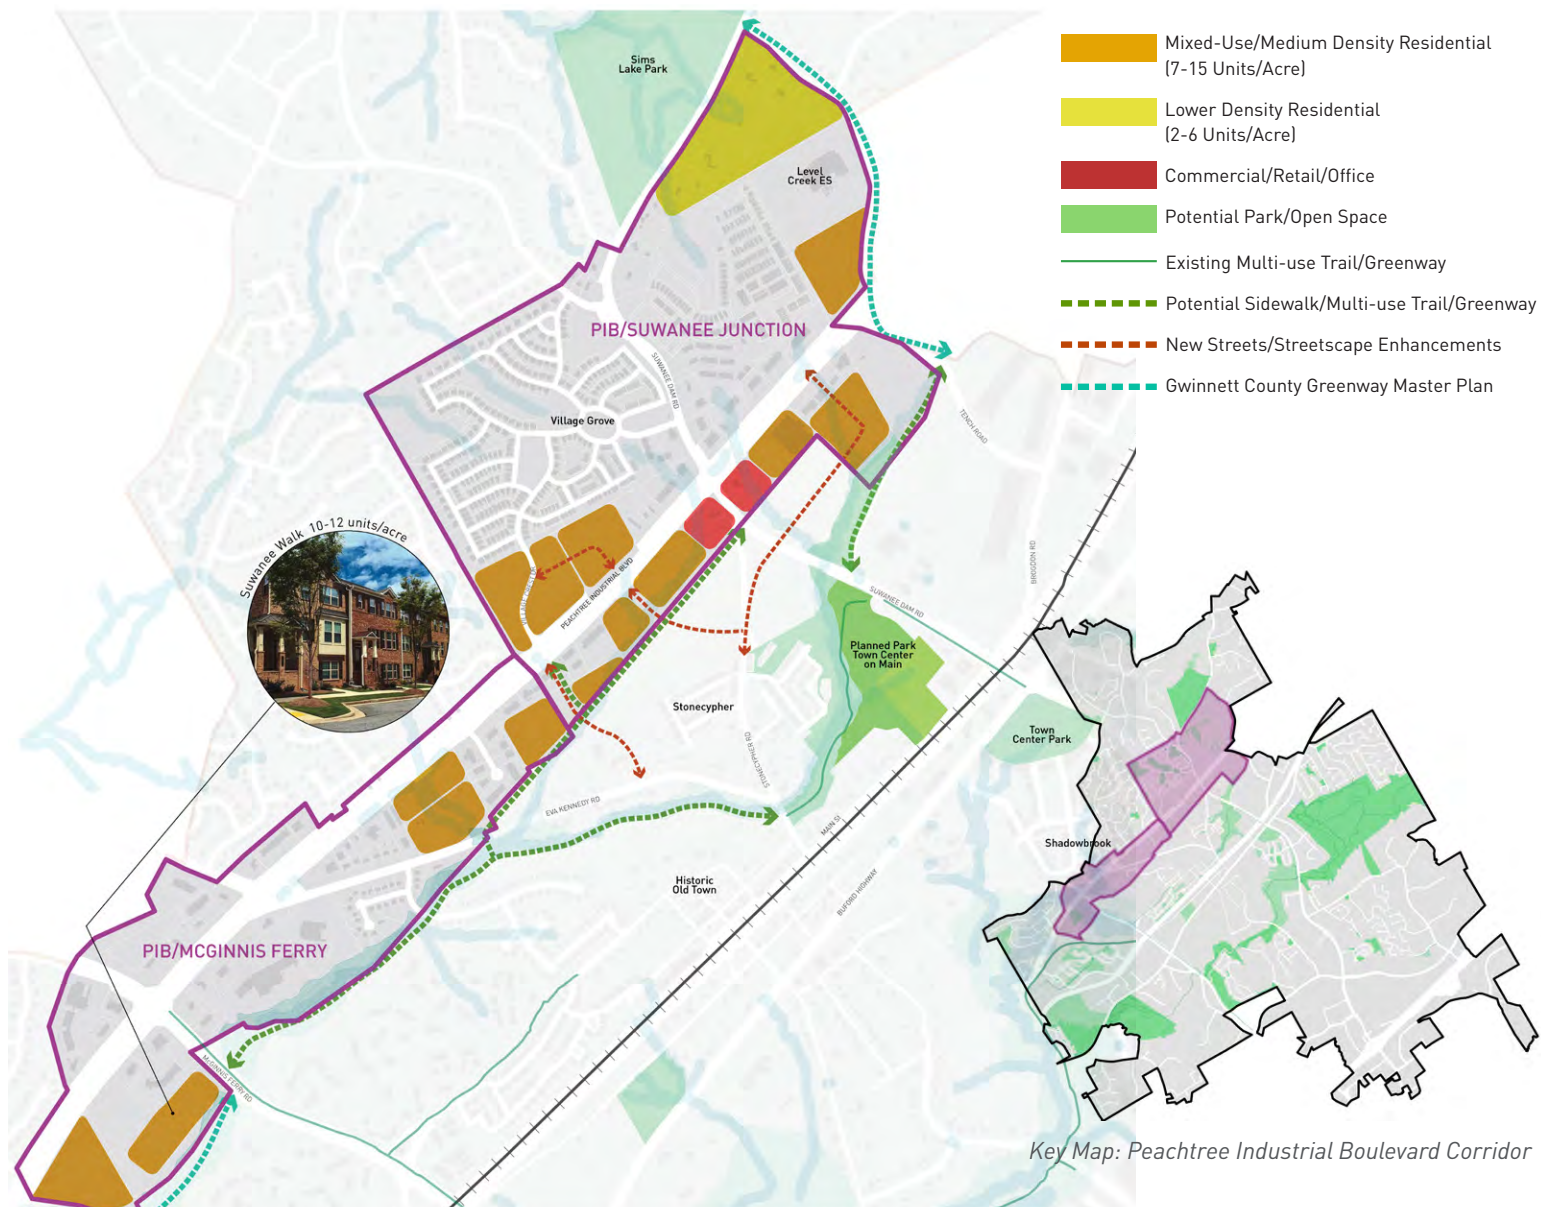 Mixed-Use/Medium Density Residential
(7-15 Units/Acre)
Lower Density Residential
(2-6 Units/Acre)
Commercial/Retail/Office
Potential Park/Open Space
Existing Multi-use Trail/Greenway
Potential Sidewalk/Multi-use Trail/Greenway
New Streets/Streetscape Enhancements
Gwinnett County Greenway Master Plan
Sims
Lake Park
Level
Creek ES
PIB/SUWANEE JUNCTION
SUWANEE DAM RD
Village Grove
TENCH ROAD
Suwanee Walk 10-12 units/acre
PEACHTREE INDUSTRIAL BLVD
BROGDON RD
SUWANEE DAM RD
Planned Park
Town Center
on Main
Stonecypher
STONECYPHER RD
Town
Center Park
EVA KENNEDY RD
MAIN ST
Shadowbrook
Historic
Old Town
BUFORD HIGHWAY
PIB/MCGINNIS FERRY
McGINNIS FERRY RD
Key Map: Peachtree Industrial Boulevard Corridor